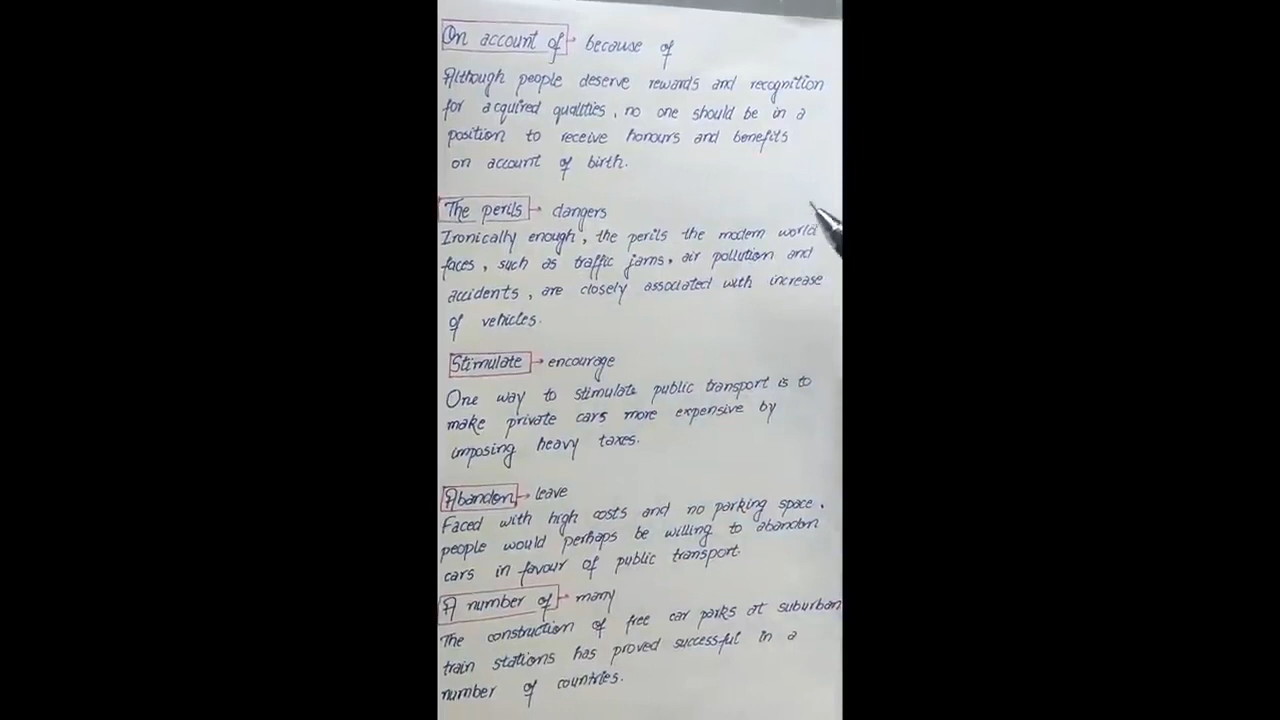 On account of → because of
Although people deserve rewards and recognition
for acquired qualities, no one should be in a
position to receive honours and benefits
on account of birth.
The perils → dangers
Ironically enough, the perils the modern world
faces, such as traffic jams, air pollution and
accidents, are closely associated with increase
of vehicles.
Stimulate → encourage
One way to stimulate public transport is to
make private cars more expensive by
imposing heavy taxes.
Abandon → leave
Faced with high costs and no parking space,
people would perhaps be willing to abandon
cars in favour of public transport.
A number of → many
The construction of free car parks at suburban
train stations has proved successful in a
number of countries.